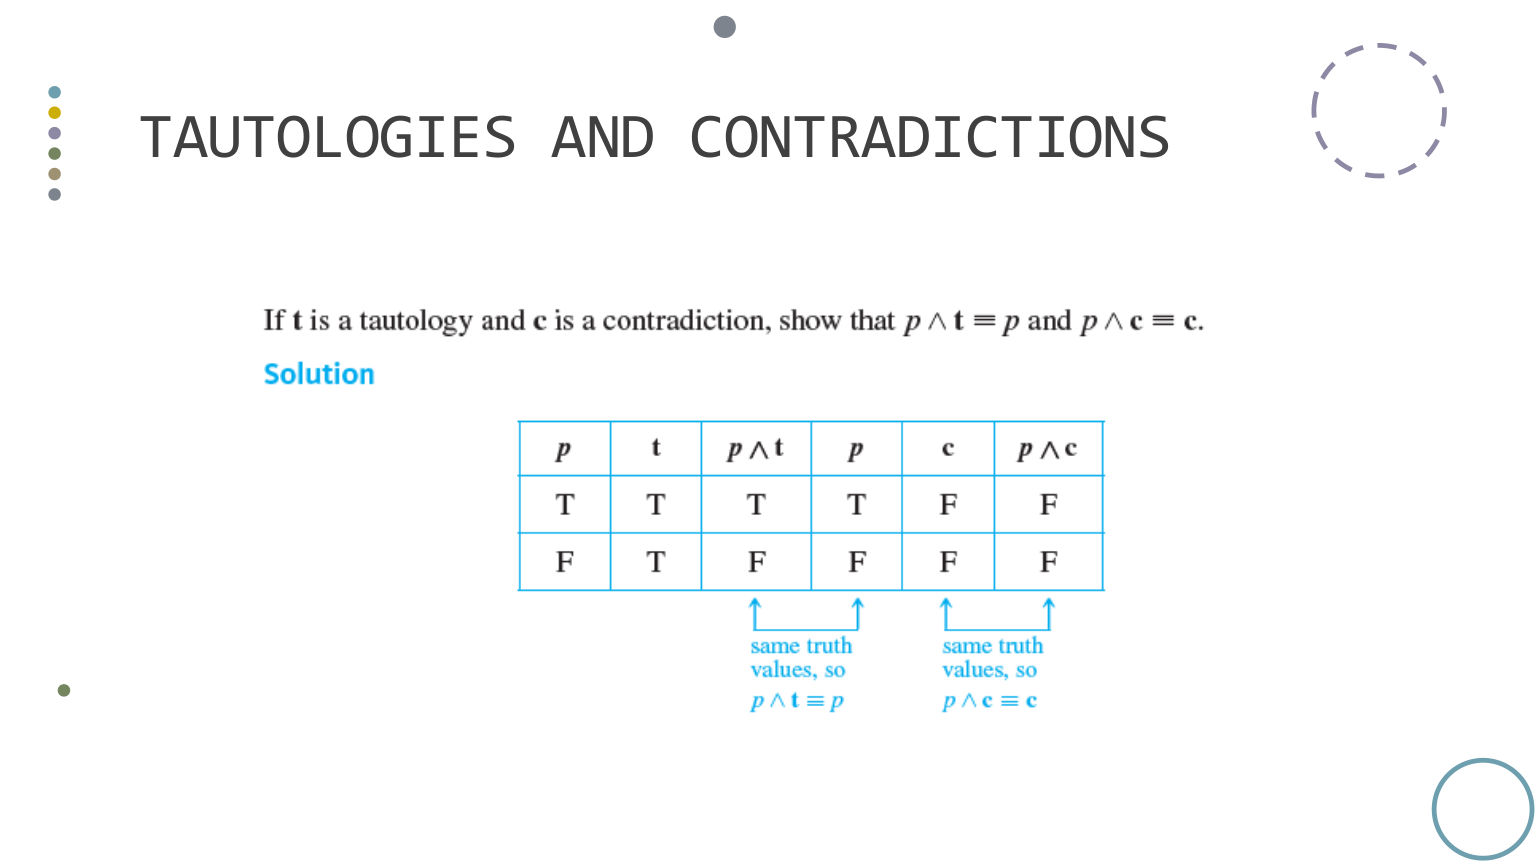 TAUTOLOGIES AND CONTRADICTIONS
If t is a tautology and c is a contradiction, show that p ∧ t ≡ p and p ∧ c ≡ c.
Solution
p t p ∧ t p c p ∧ c
T T T T F F
F T F F F F
same truth
values, so
p ∧ t ≡ p
same truth
values, so
p ∧ c ≡ c